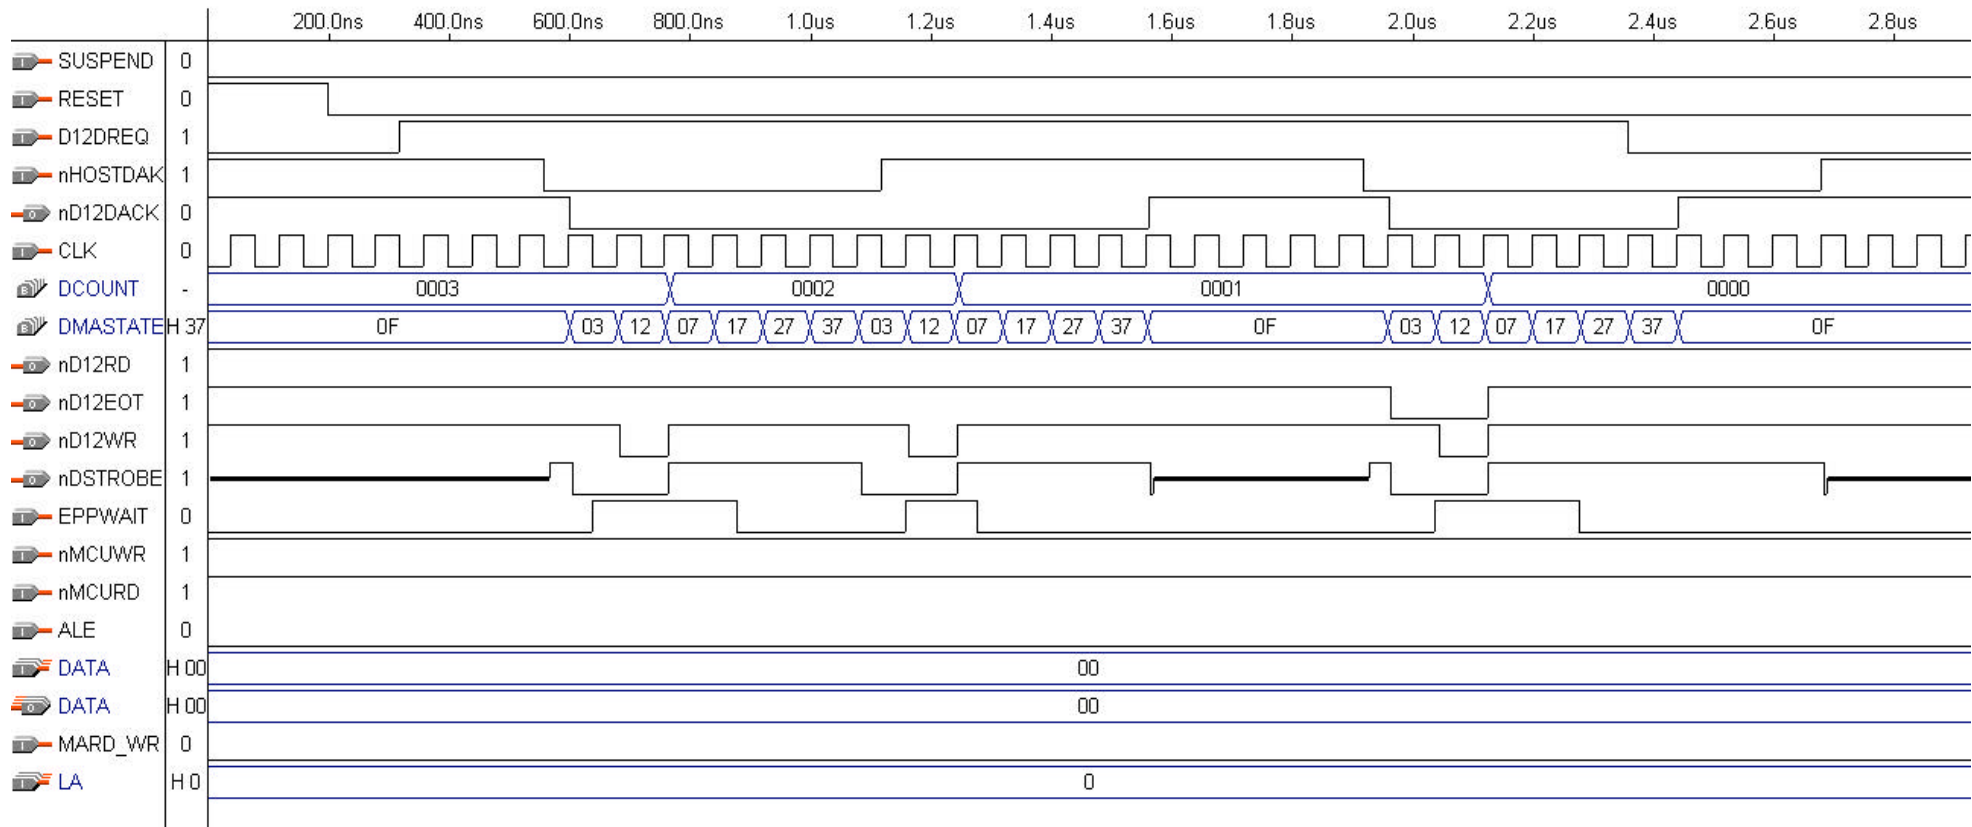 200.0ns 400.0ns 600.0ns 800.0ns 1.0us 1.2us 1.4us 1.6us 1.8us 2.0us 2.2us 2.4us 2.6us 2.8us
SUSPEND 0
RESET 0
D12DREQ 1
nHOSTDAK 1
nD12DACK 0
CLK 0
DCOUNT - 0003 0002 0001 0000
DMASTATE H 37 0F 03 12 07 17 27 37 03 12 07 17 27 37 0F 03 12 07 17 27 37 0F
nD12RD 1
nD12EOT 1
nD12WR 1
nDSTROBE 1
EPPWAIT 0
nMCUWR 1
nMCURD 1
ALE 0
DATA H 00 00
DATA H 00 00
MARD_WR 0
LA H 0 0